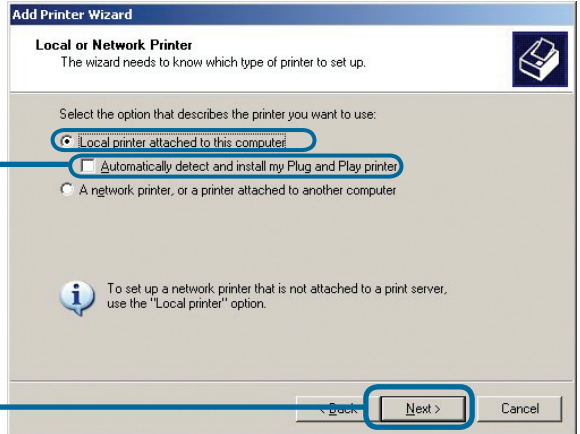 Add Printer Wizard
Local or Network Printer
The wizard needs to know which type of printer to set up.
Select the option that describes the printer you want to use:
Local printer attached to this computer
Automatically detect and install my Plug and Play printer
A network printer, or a printer attached to another computer
To set up a network printer that is not attached to a print server,
use the "Local printer" option.
< Back Next > Cancel